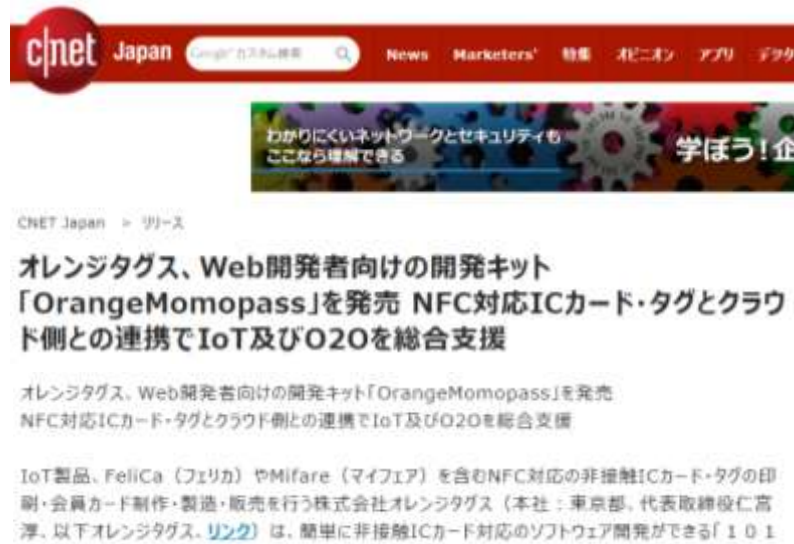 c|net Japan Google カスタム検索 News Marketers' 特集 オピニオン アプリ デジタ
わかりにくいネットワークとセキュリティも
ここなら理解できる
学ぼう!企
CNET Japan > リリース
オレンジタグス、Web開発者向けの開発キット
「OrangeMomopass」を発売 NFC対応ICカード・タグとクラウ
ド側との連携でIoT及びO2Oを総合支援
オレンジタグス、Web開発者向けの開発キット「OrangeMomopass」を発売
NFC対応ICカード・タグとクラウド側との連携でIoT及びO2Oを総合支援
IoT製品、FeliCa(フェリカ)やMifare(マイフェア)を含むNFC対応の非接触ICカード・タグの印
刷・会員カード制作・製造・販売を行う株式会社オレンジタグス(本社:東京都、代表取締役仁宮
淳、以下オレンジタグス、リンク)は、簡単に非接触ICカード対応のソフトウェア開発ができる「101